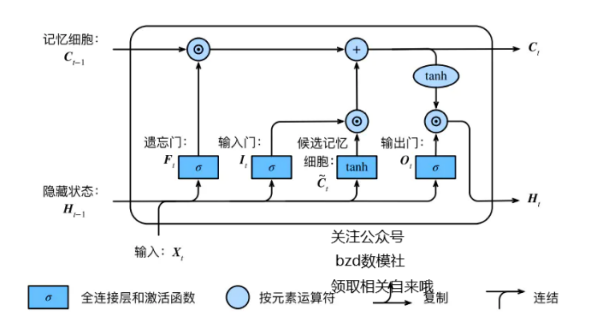 记忆细胞：
C_{t-1}
C_t
tanh
遗忘门：
F_t
输入门：
I_t
候选记忆
细胞：
C̃_t
输出门：
O_t
σ
σ
tanh
σ
隐藏状态：
H_{t-1}
H_t
输入：X_t
关注公众号
bzd数模社
领取相关自来哦
σ
全连接层和激活函数
按元素运算符
复制
连结